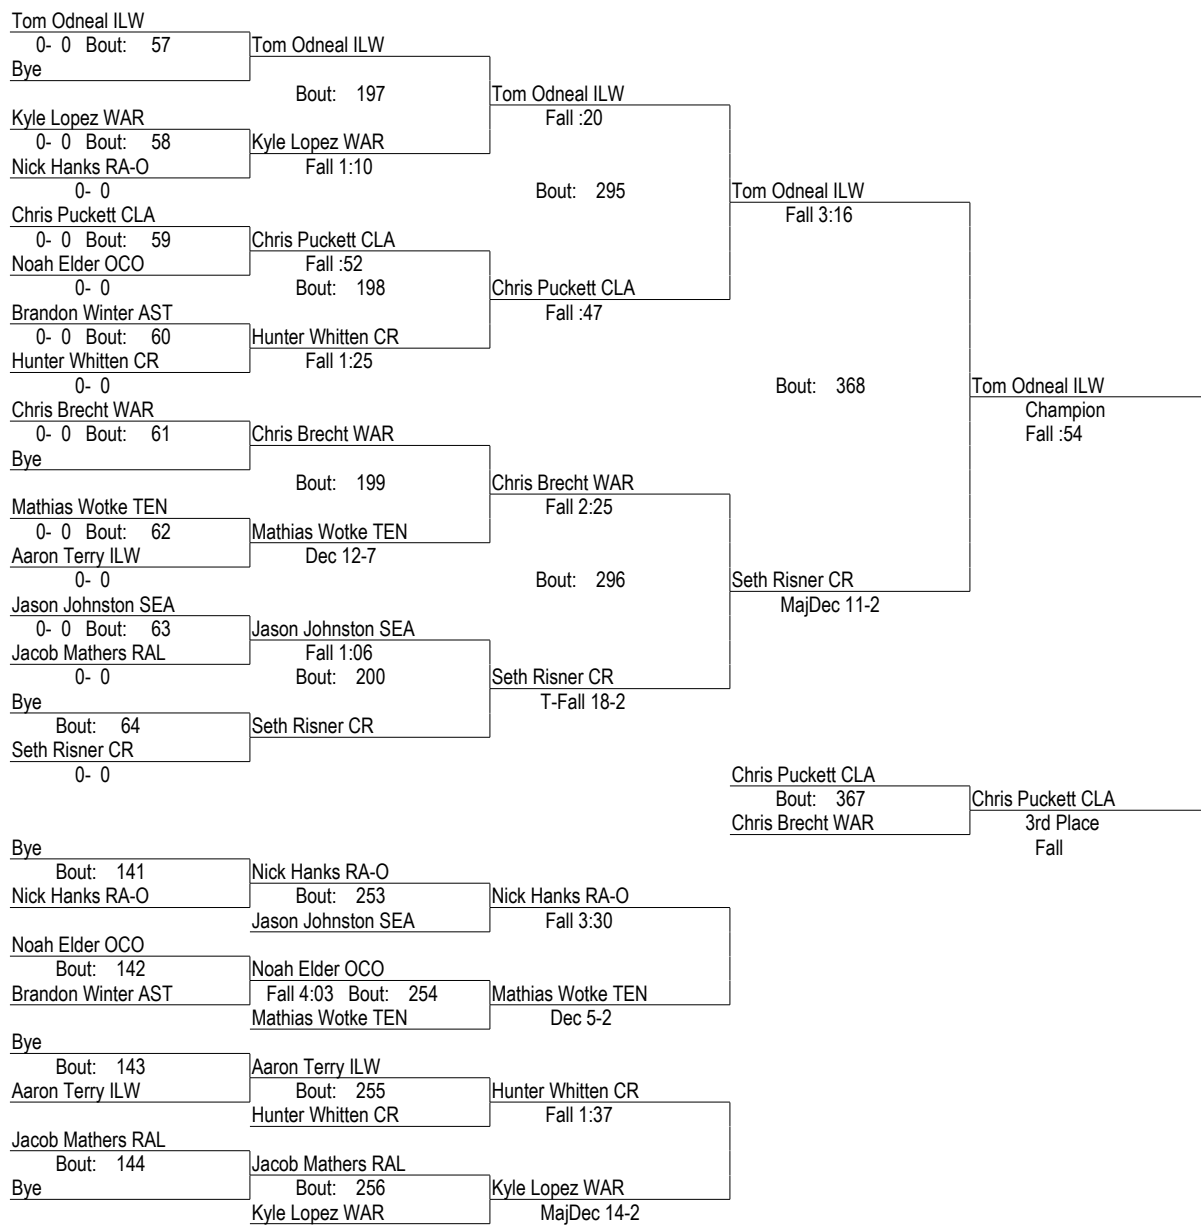 Tom Odneal ILW
0- 0 Bout: 57 Tom Odneal ILW
Bye
Bout: 197 Tom Odneal ILW
Kyle Lopez WAR Fall :20
0- 0 Bout: 58 Kyle Lopez WAR
Nick Hanks RA-O Fall 1:10
0- 0 Bout: 295 Tom Odneal ILW
Chris Puckett CLA Fall 3:16
0- 0 Bout: 59 Chris Puckett CLA
Noah Elder OCO Fall :52
0- 0 Bout: 198 Chris Puckett CLA
Brandon Winter AST Fall :47
0- 0 Bout: 60 Hunter Whitten CR
Hunter Whitten CR Fall 1:25
0- 0 Bout: 368 Tom Odneal ILW
Chris Brecht WAR Champion
0- 0 Bout: 61 Chris Brecht WAR Fall :54
Bye
Bout: 199 Chris Brecht WAR
Mathias Wotke TEN Fall 2:25
0- 0 Bout: 62 Mathias Wotke TEN
Aaron Terry ILW Dec 12-7
0- 0 Bout: 296 Seth Risner CR
Jason Johnston SEA MajDec 11-2
0- 0 Bout: 63 Jason Johnston SEA
Jacob Mathers RAL Fall 1:06
0- 0 Bout: 200 Seth Risner CR
Bye T-Fall 18-2
Bout: 64 Seth Risner CR
Seth Risner CR
0- 0 Chris Puckett CLA
Bout: 367 Chris Puckett CLA
Chris Brecht WAR 3rd Place
Bye Fall
Bout: 141 Nick Hanks RA-O
Nick Hanks RA-O Bout: 253 Nick Hanks RA-O
Jason Johnston SEA Fall 3:30
Noah Elder OCO
Bout: 142 Noah Elder OCO
Brandon Winter AST Fall 4:03 Bout: 254 Mathias Wotke TEN
Mathias Wotke TEN Dec 5-2
Bye
Bout: 143 Aaron Terry ILW
Aaron Terry ILW Bout: 255 Hunter Whitten CR
Hunter Whitten CR Fall 1:37
Jacob Mathers RAL
Bout: 144 Jacob Mathers RAL
Bye Bout: 256 Kyle Lopez WAR
Kyle Lopez WAR MajDec 14-2